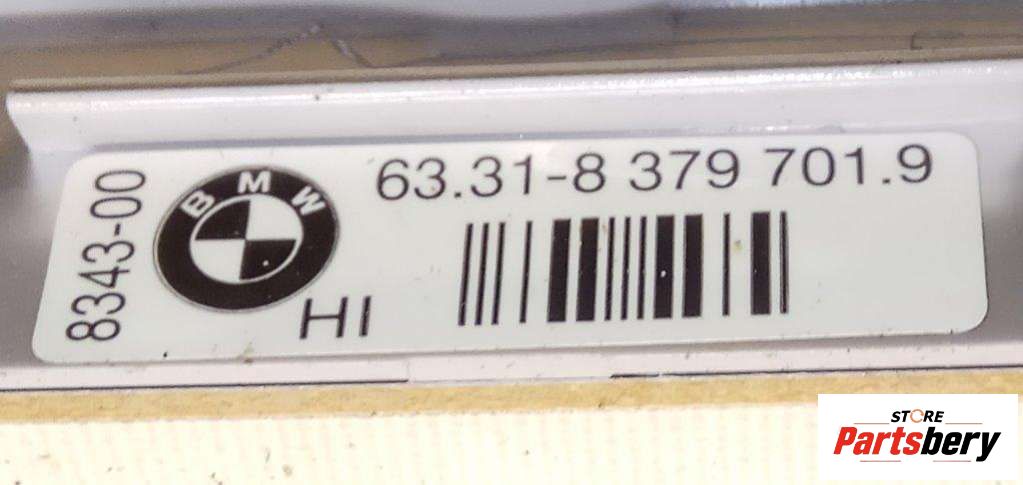 8343-00
BMW
63.31-8 379 701.9
HI
STORE
Partsbery